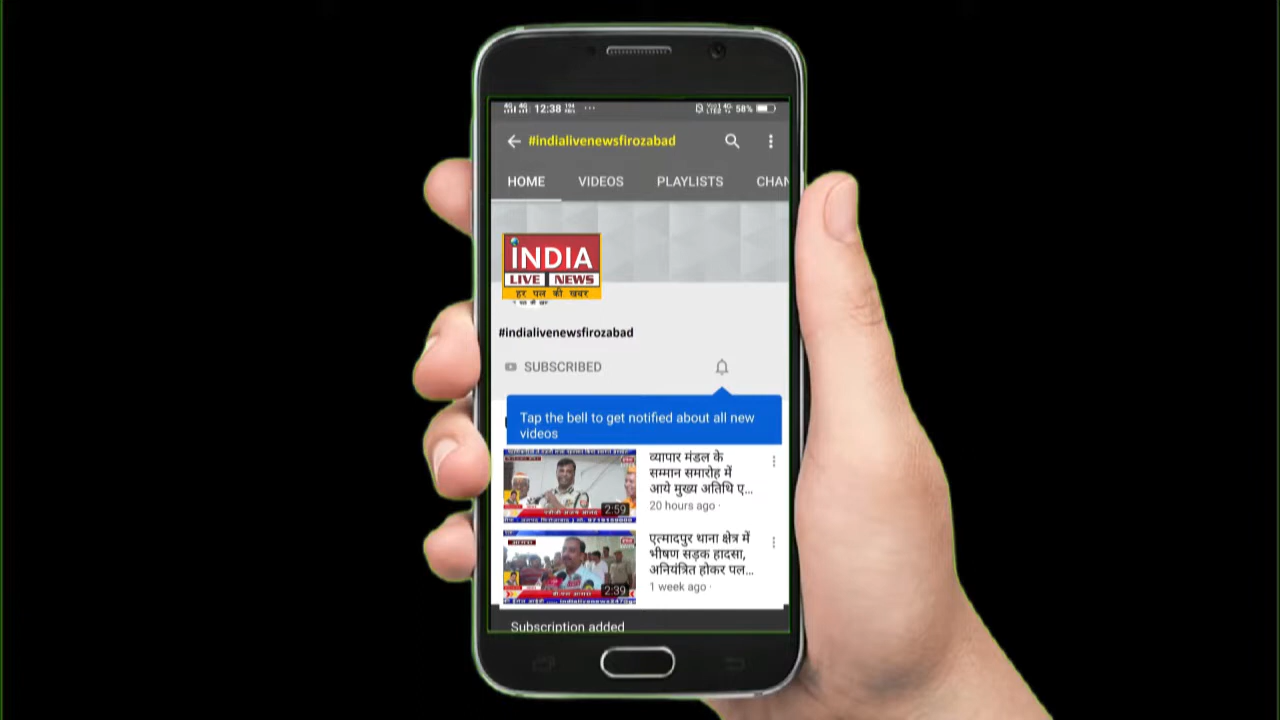 12:38
58%
#indialivenewsfirozabad
HOME VIDEOS PLAYLISTS CHAN
INDIA
LIVE NEWS
हर पल की खबर
#indialivenewsfirozabad
SUBSCRIBED
Tap the bell to get notified about all new
videos
व्यापार मंडल के
सम्मान समारोह में
आये मुख्य अतिथि ए...
20 hours ago ·
2:59
एत्मादपुर थाना क्षेत्र में
भीषण सड़क हादसा,
अनियंत्रित होकर पल...
1 week ago ·
2:39
Subscription added